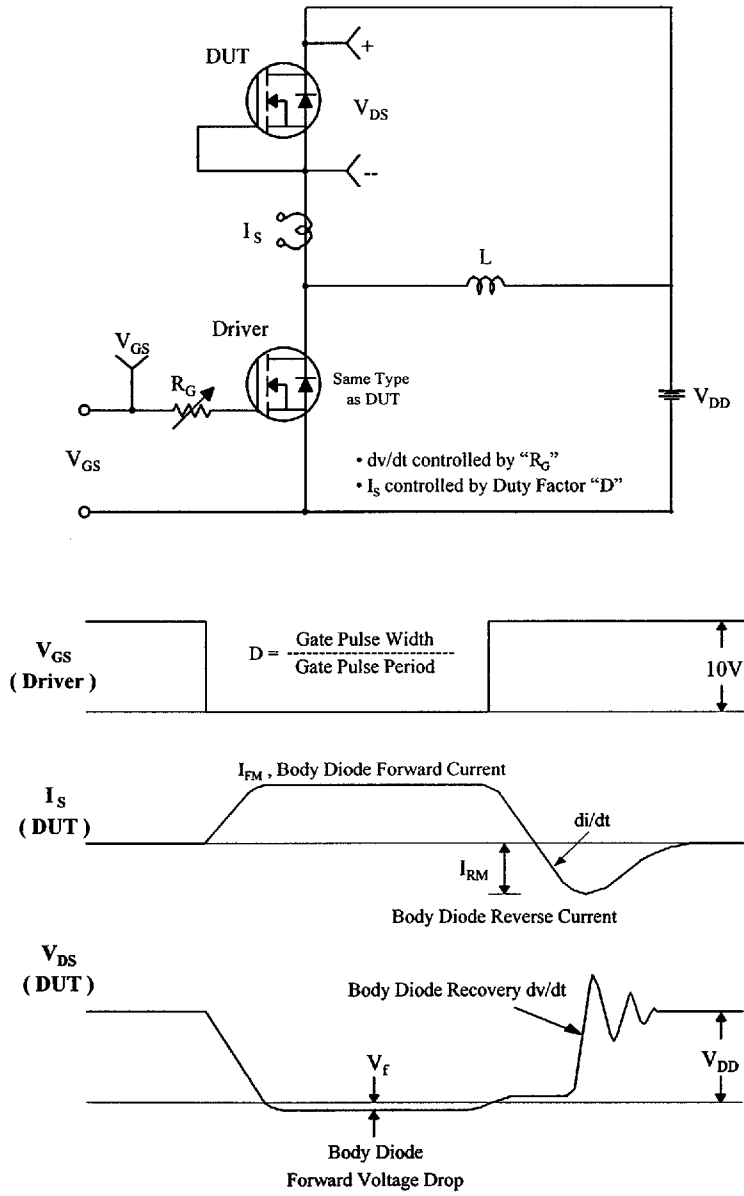 DUT
+
V_DS
--
I_S
L
Driver
V_GS
R_G
Same Type
as DUT
V_DD
V_GS
• dv/dt controlled by “R_G”
• I_S controlled by Duty Factor “D”
V_GS
( Driver )
D = Gate Pulse Width
--------------------------
Gate Pulse Period
10V
I_FM , Body Diode Forward Current
I_S
( DUT )
di/dt
I_RM
Body Diode Reverse Current
V_DS
( DUT )
Body Diode Recovery dv/dt
V_f
V_DD
Body Diode
Forward Voltage Drop